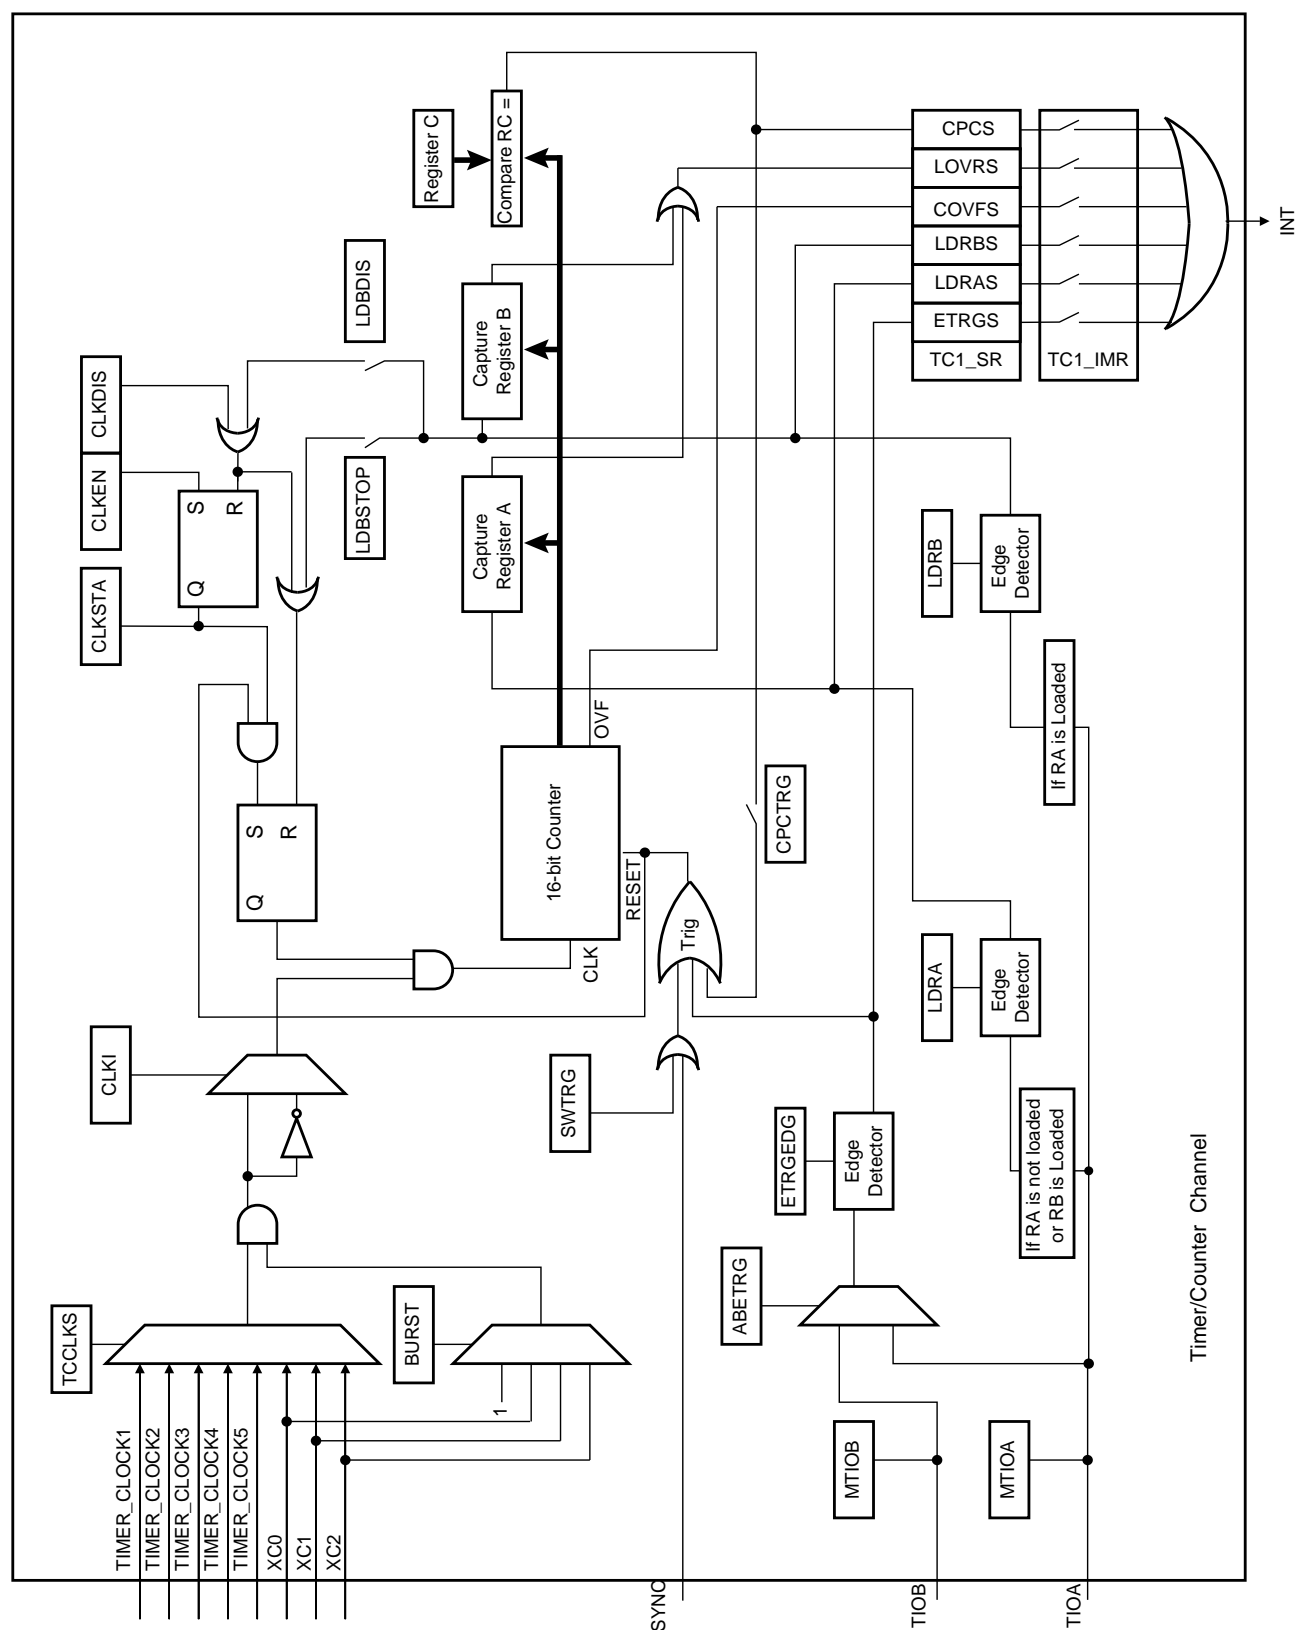 TCCLKS
TIMER_CLOCK1
TIMER_CLOCK2
TIMER_CLOCK3
TIMER_CLOCK4
TIMER_CLOCK5
XC0
XC1
XC2
CLKI
CLKSTA
CLKEN
CLKDIS
Q
S
R
Q
S
R
BURST
1
LDBSTOP
LDBDIS
Register C
Capture
Register A
Capture
Register B
Compare RC =
16-bit Counter
CLK
OVF
RESET
SWTRG
SYNC
Trig
CPCTRG
ABETRG
ETRGEDG
Edge
Detector
MTIOB
TIOB
MTIOA
TIOA
LDRA
Edge
Detector
If RA is not loaded
or RB is Loaded
LDRB
Edge
Detector
If RA is Loaded
CPCS
LOVRS
COVFS
LDRBS
LDRAS
ETRGS
TC1_SR
TC1_IMR
INT
Timer/Counter Channel